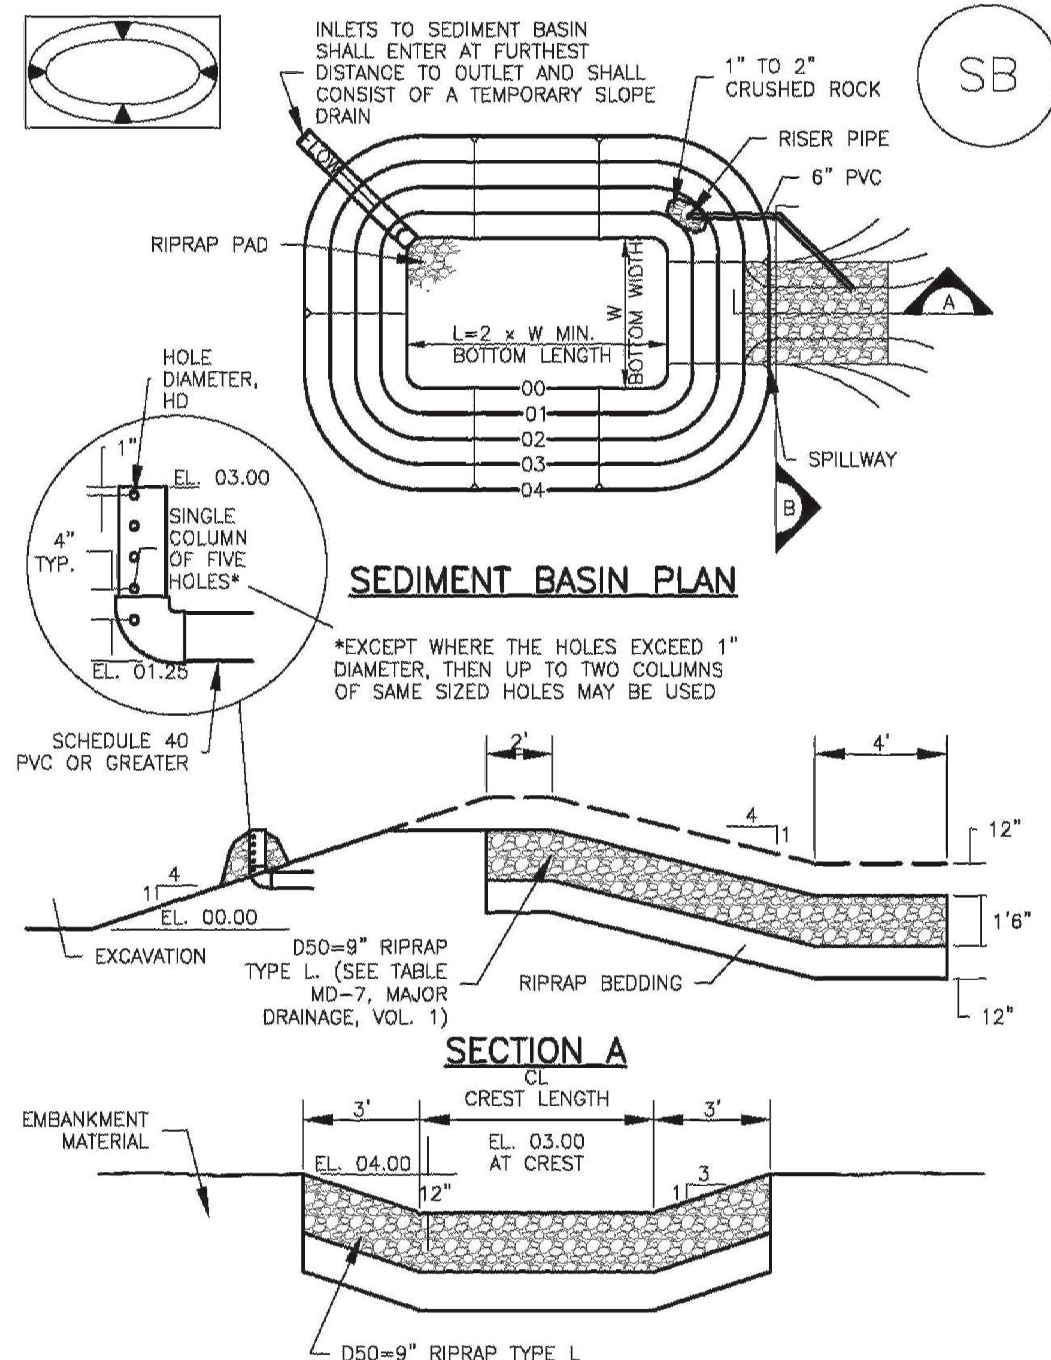 INLETS TO SEDIMENT BASIN
SHALL ENTER AT FURTHEST
DISTANCE TO OUTLET AND SHALL
CONSIST OF A TEMPORARY SLOPE
DRAIN
1" TO 2"
CRUSHED ROCK
SB
RISER PIPE
6" PVC
FLOW
RIPRAP PAD
A
L=2 x W MIN.
BOTTOM LENGTH
W
BOTTOM WIDTH
00
01
02
03
04
SPILLWAY
B
HOLE
DIAMETER,
HD
1"
EL. 03.00
4"
TYP.
SINGLE
COLUMN
OF FIVE
HOLES*
EL. 01.25
SEDIMENT BASIN PLAN
*EXCEPT WHERE THE HOLES EXCEED 1"
DIAMETER, THEN UP TO TWO COLUMNS
OF SAME SIZED HOLES MAY BE USED
SCHEDULE 40
PVC OR GREATER
2'
4'
4
1
12"
4
1
EL. 00.00
1'6"
EXCAVATION
D50=9" RIPRAP
TYPE L. (SEE TABLE
MD-7, MAJOR
DRAINAGE, VOL. 1)
RIPRAP BEDDING
12"
SECTION A
CL
CREST LENGTH
3'
3'
EMBANKMENT
MATERIAL
EL. 04.00
EL. 03.00
AT CREST
12"
3
1
D50=9" RIPRAP TYPE L